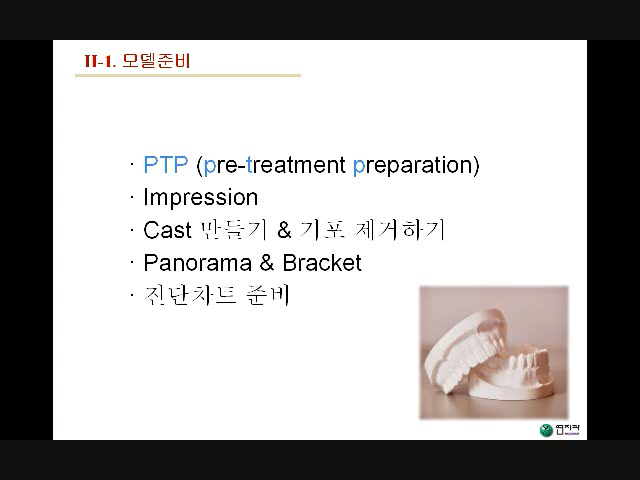 II-1. 모델준비
· PTP (pre-treatment preparation)
· Impression
· Cast 만들기 & 기포 제거하기
· Panorama & Bracket
· 진단차트 준비